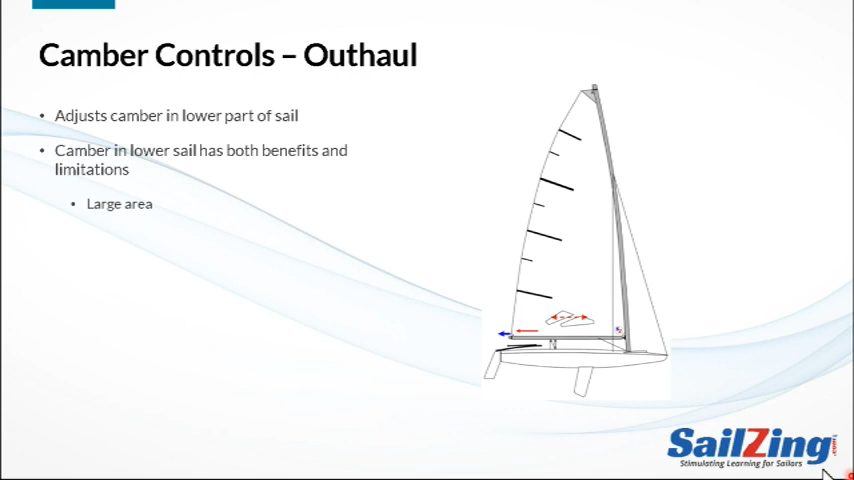 Camber Controls – Outhaul
• Adjusts camber in lower part of sail
• Camber in lower sail has both benefits and
limitations
• Large area
SailZing.com
Stimulating Learning for Sailors